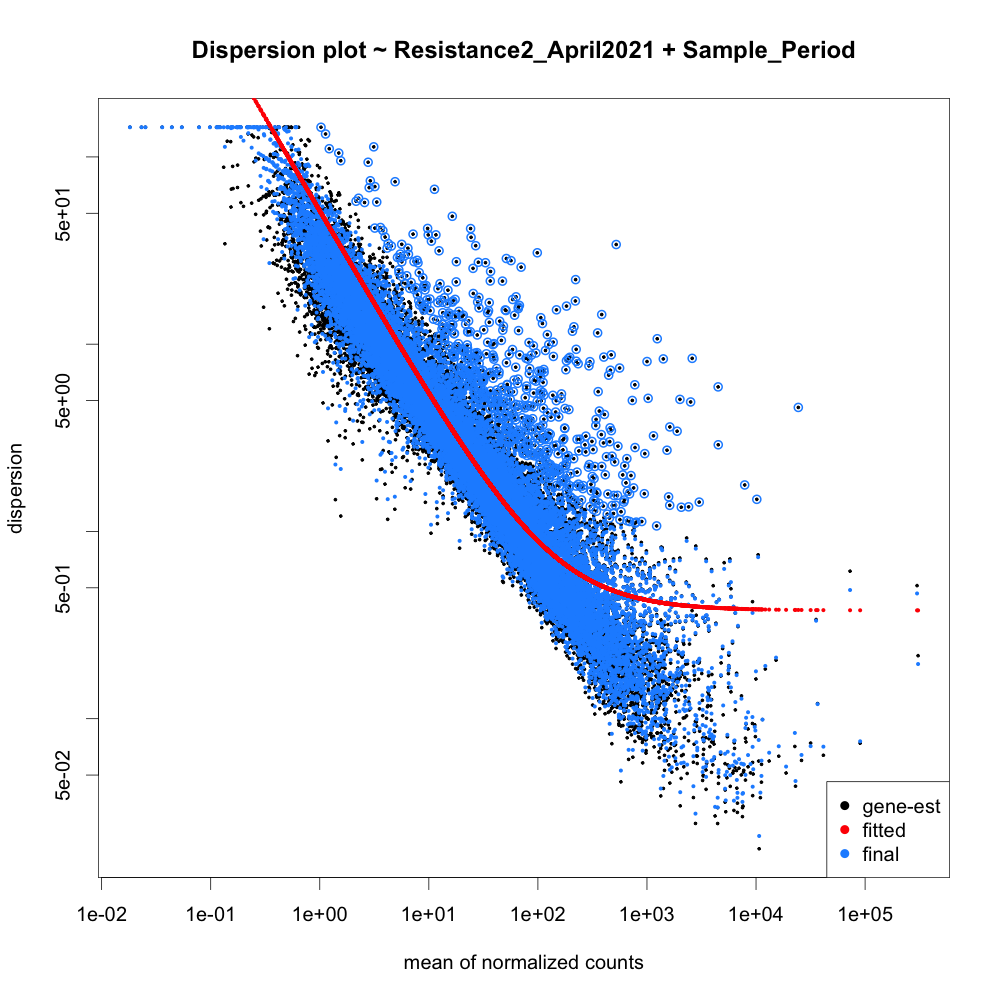 Dispersion plot ~ Resistance2_April2021 + Sample_Period
dispersion
5e+01
5e+00
5e-01
5e-02
gene-est
fitted
final
1e-02 1e-01 1e+00 1e+01 1e+02 1e+03 1e+04 1e+05
mean of normalized counts